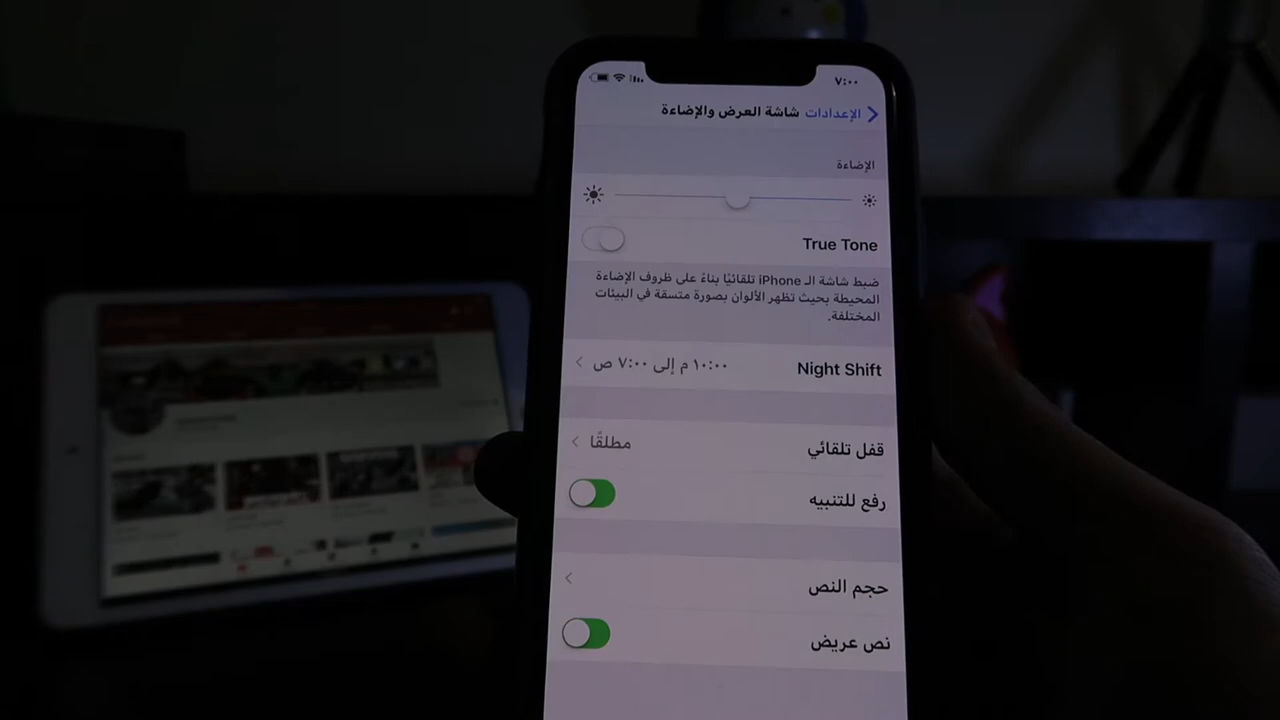 ٧:٠٠
الإعدادات شاشة العرض والإضاءة
الإضاءة
True Tone
ضبط شاشة الـ iPhone تلقائيًا بناءً على ظروف الإضاءة
المحيطة بحيث تظهر الألوان بصورة متسقة في البيئات
المختلفة.
Night Shift ١٠:٠٠ م إلى ٧:٠٠ ص
قفل تلقائي مطلقًا
رفع للتنبيه
حجم النص
نص عريض